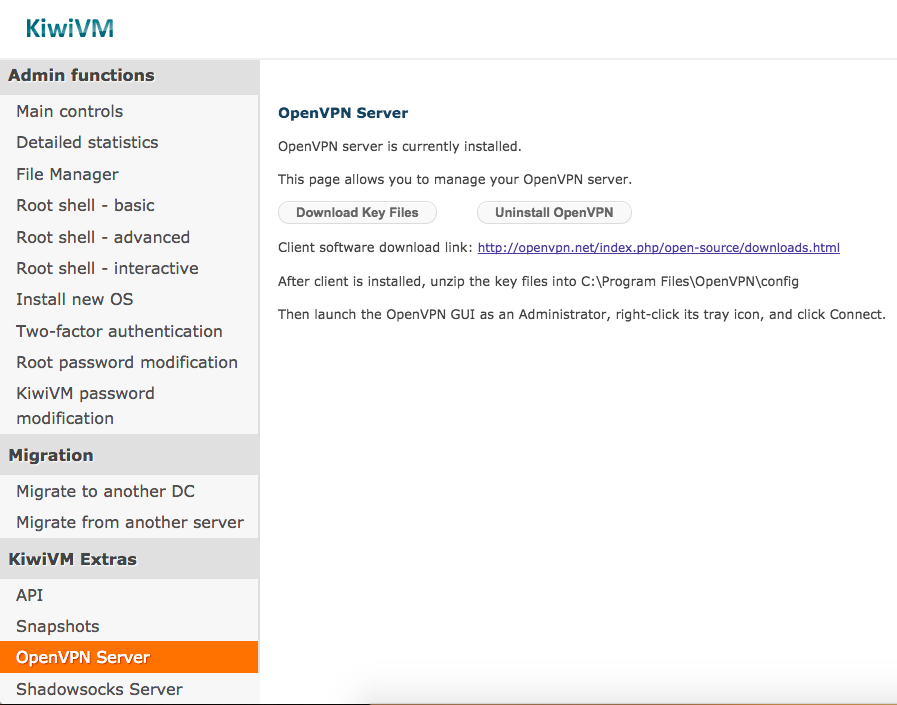 KiwiVM
Admin functions
Main controls
Detailed statistics
File Manager
Root shell - basic
Root shell - advanced
Root shell - interactive
Install new OS
Two-factor authentication
Root password modification
KiwiVM password
modification
Migration
Migrate to another DC
Migrate from another server
KiwiVM Extras
API
Snapshots
OpenVPN Server
Shadowsocks Server
OpenVPN Server
OpenVPN server is currently installed.
This page allows you to manage your OpenVPN server.
Download Key Files
Uninstall OpenVPN
Client software download link: http://openvpn.net/index.php/open-source/downloads.html
After client is installed, unzip the key files into C:\Program Files\OpenVPN\config
Then launch the OpenVPN GUI as an Administrator, right-click its tray icon, and click Connect.